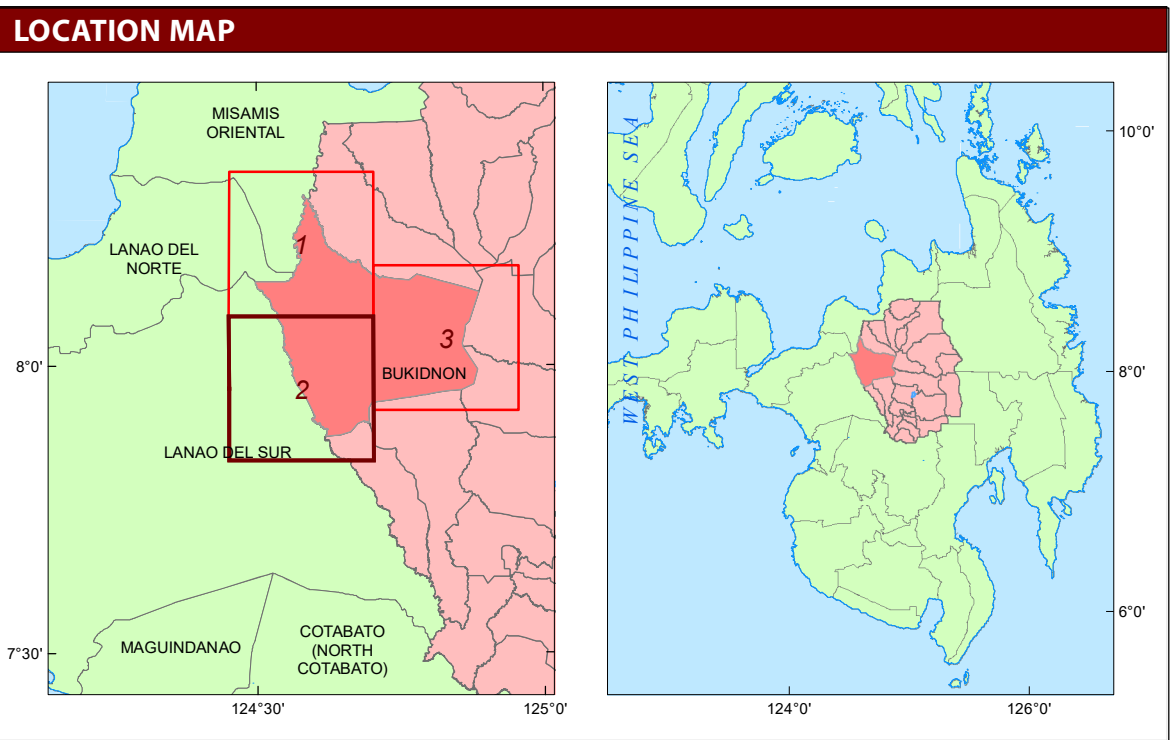 LOCATION MAP
MISAMIS
ORIENTAL
LANAO DEL
NORTE
1
3
8°0'
BUKIDNON
2
LANAO DEL SUR
COTABATO
(NORTH
COTABATO)
MAGUINDANAO
7°30'
124°30'
125°0'
WEST PHILIPPINE SEA
10°0'
8°0'
6°0'
124°0'
126°0'